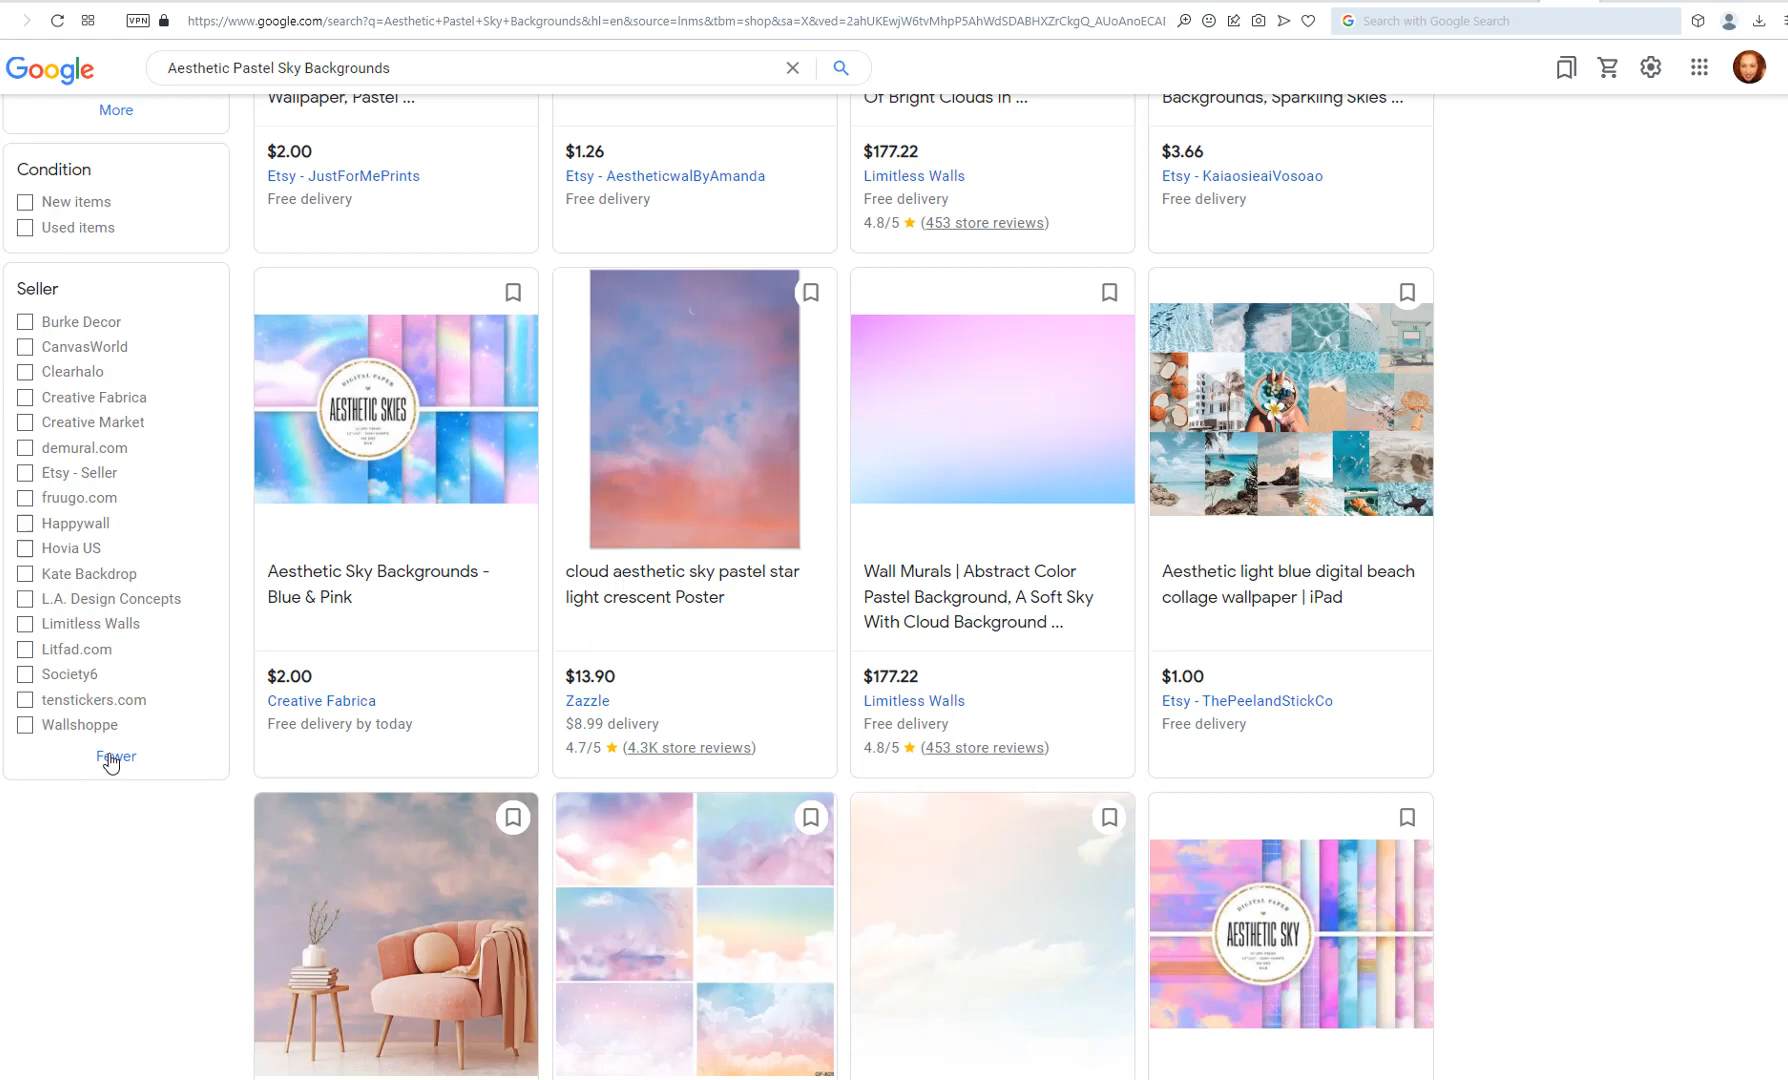 VPN
https://www.google.com/search?q=Aesthetic+Pastel+Sky+Backgrounds&hl=en&source=lnms&tbm=shop&sa=X&ved=2ahUKEwjW6tvMhpP5AhWdSDABHXZrCkgQ_AUoAnoECAI
Search with Google Search
Google
Aesthetic Pastel Sky Backgrounds
More
Condition
New items
Used items
Seller
Burke Decor
CanvasWorld
Clearhalo
Creative Fabrica
Creative Market
demural.com
Etsy - Seller
fruugo.com
Happywall
Hovia US
Kate Backdrop
L.A. Design Concepts
Limitless Walls
Litfad.com
Society6
tenstickers.com
Wallshoppe
Fewer
Wallpaper, Pastel ...
$2.00
Etsy - JustForMePrints
Free delivery
$1.26
Etsy - AestheticwalByAmanda
Free delivery
Of Bright Clouds In ...
$177.22
Limitless Walls
Free delivery
4.8/5 ★ (453 store reviews)
Backgrounds, Sparkling Skies ...
$3.66
Etsy - KaiaosieaiVosoao
Free delivery
DIGITAL PAPER
AESTHETIC SKIES
Aesthetic Sky Backgrounds -
Blue & Pink
$2.00
Creative Fabrica
Free delivery by today
cloud aesthetic sky pastel star
light crescent Poster
$13.90
Zazzle
$8.99 delivery
4.7/5 ★ (4.3K store reviews)
Wall Murals | Abstract Color
Pastel Background, A Soft Sky
With Cloud Background ...
$177.22
Limitless Walls
Free delivery
4.8/5 ★ (453 store reviews)
Aesthetic light blue digital beach
collage wallpaper | iPad
$1.00
Etsy - ThePeelandStickCo
Free delivery
DIGITAL PAPER
AESTHETIC SKY